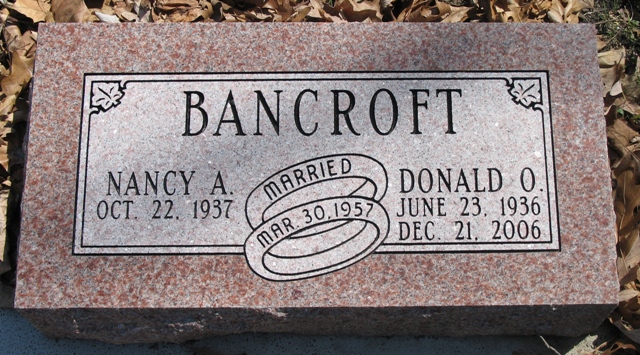 BANCROFT
NANCY A.
OCT. 22, 1937
MARRIED
MAR. 30, 1957
DONALD O.
JUNE 23, 1936
DEC. 21, 2006